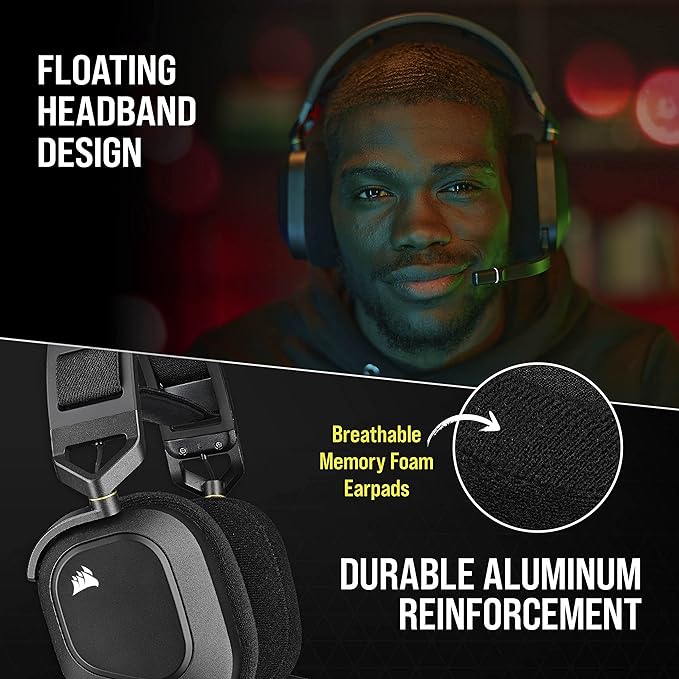 FLOATING
HEADBAND
DESIGN
Breathable
Memory Foam
Earpads
DURABLE ALUMINUM
REINFORCEMENT